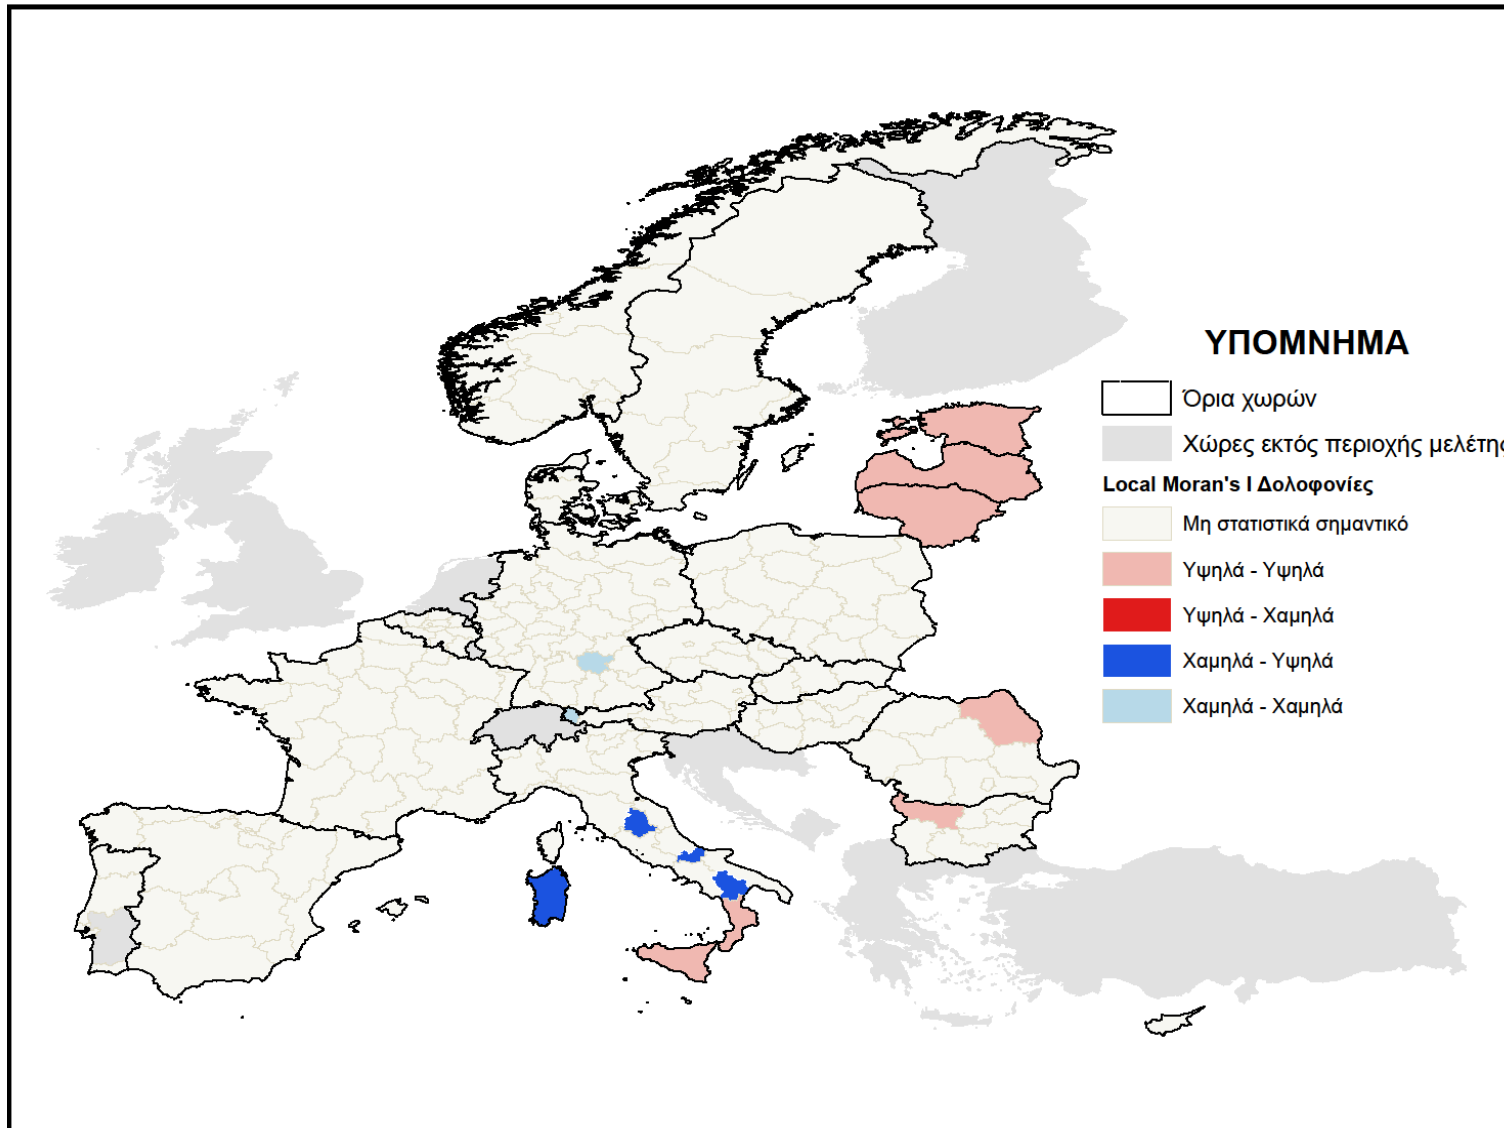 ΥΠΟΜΝΗΜΑ
Όρια χωρών
Χώρες εκτός περιοχής μελέτης
Local Moran's I Δολοφονίες
Μη στατιστικά σημαντικό
Υψηλά - Υψηλά
Υψηλά - Χαμηλά
Χαμηλά - Υψηλά
Χαμηλά - Χαμηλά